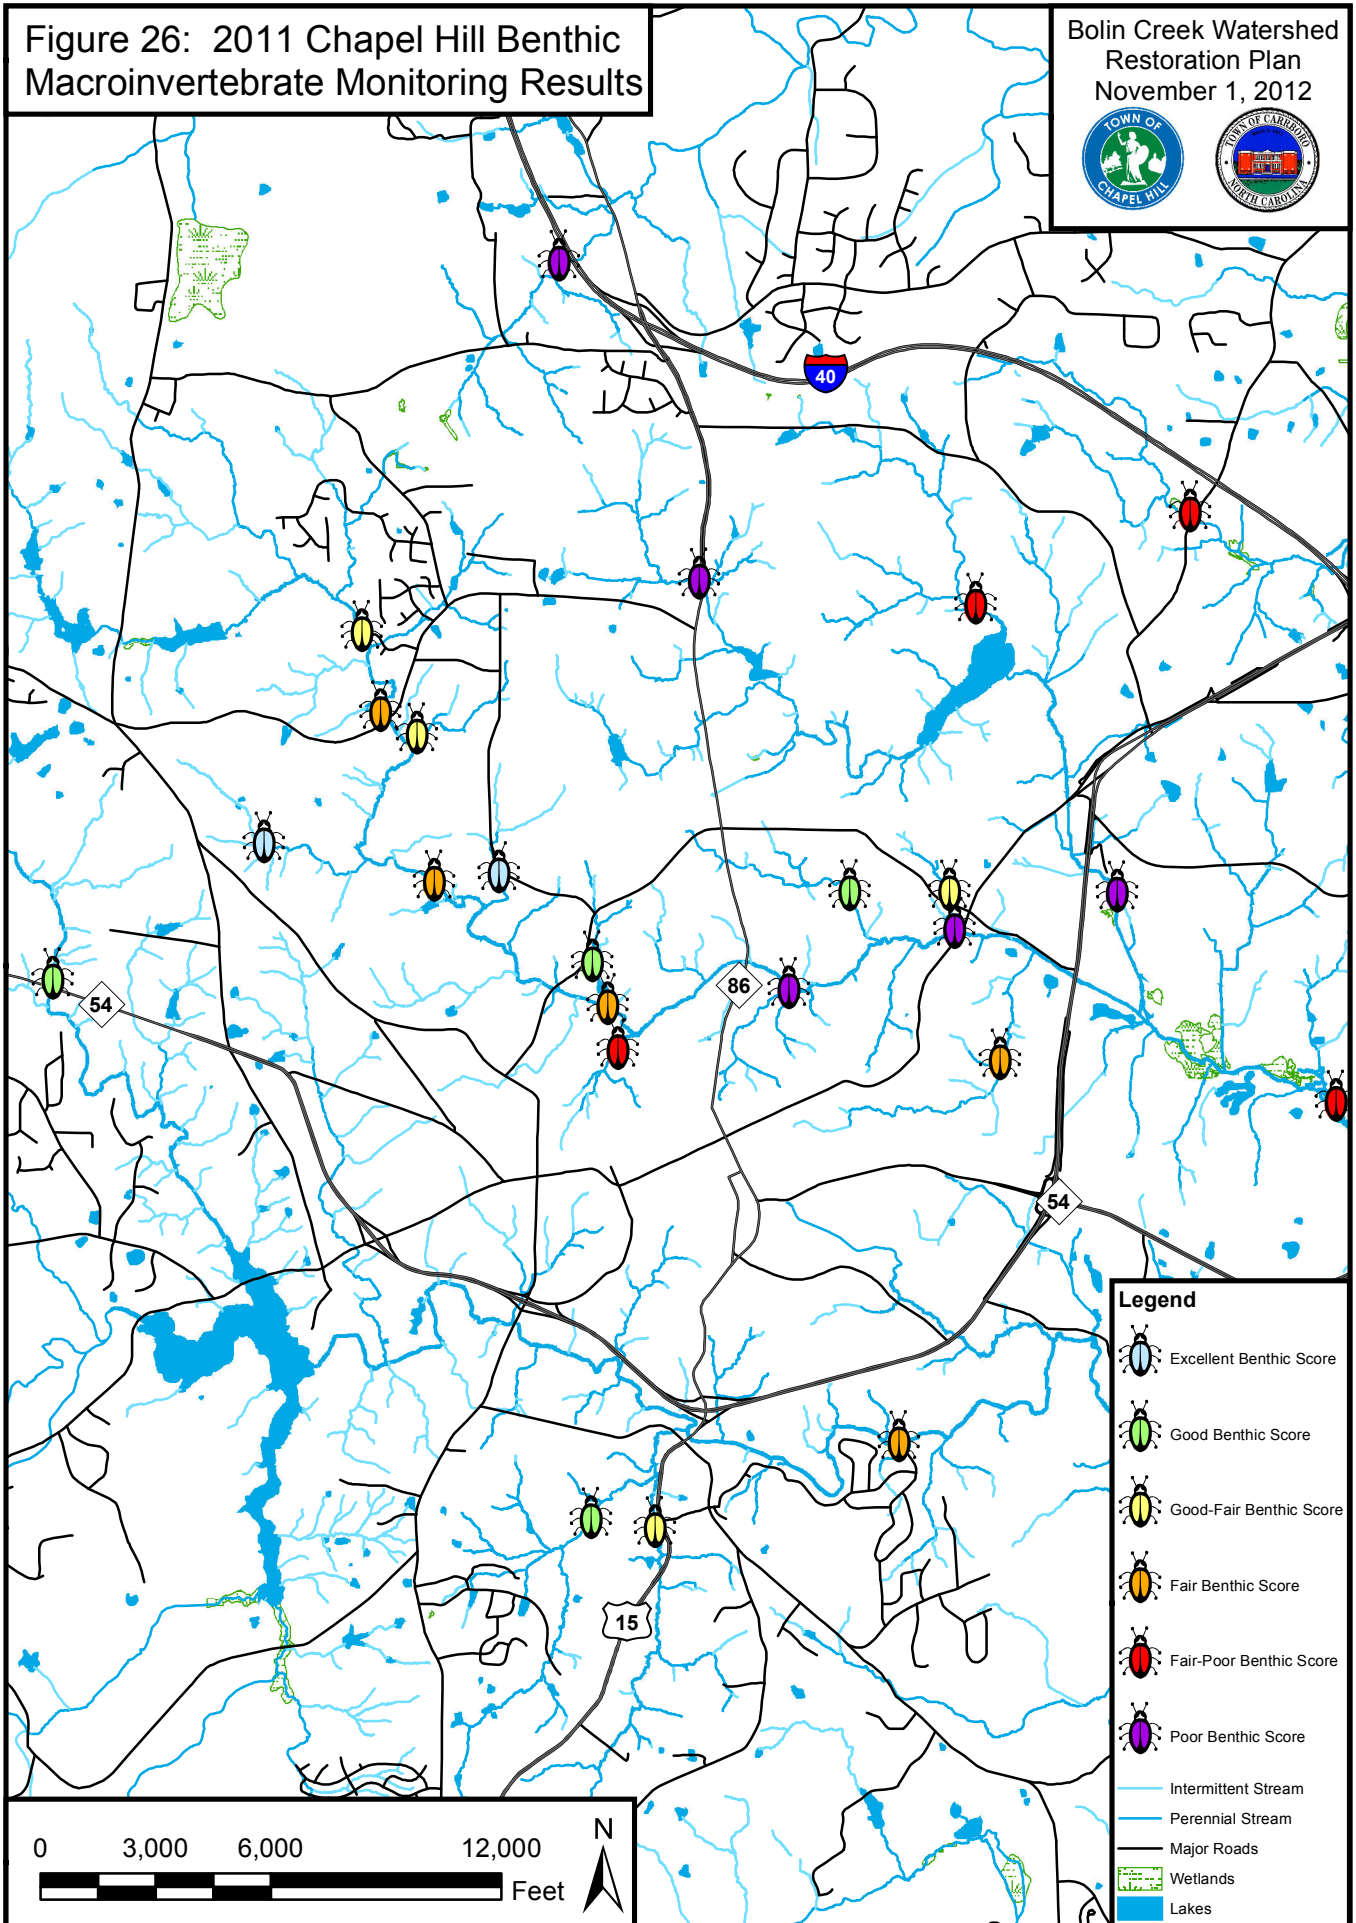 Figure 26: 2011 Chapel Hill Benthic
Macroinvertebrate Monitoring Results
Bolin Creek Watershed
Restoration Plan
November 1, 2012
TOWN OF
CHAPEL HILL
TOWN OF CARRBORO
NORTH CAROLINA
40
86
54
54
15
Legend
Excellent Benthic Score
Good Benthic Score
Good-Fair Benthic Score
Fair Benthic Score
Fair-Poor Benthic Score
Poor Benthic Score
Intermittent Stream
Perennial Stream
Major Roads
Wetlands
Lakes
0 3,000 6,000 12,000
Feet
N